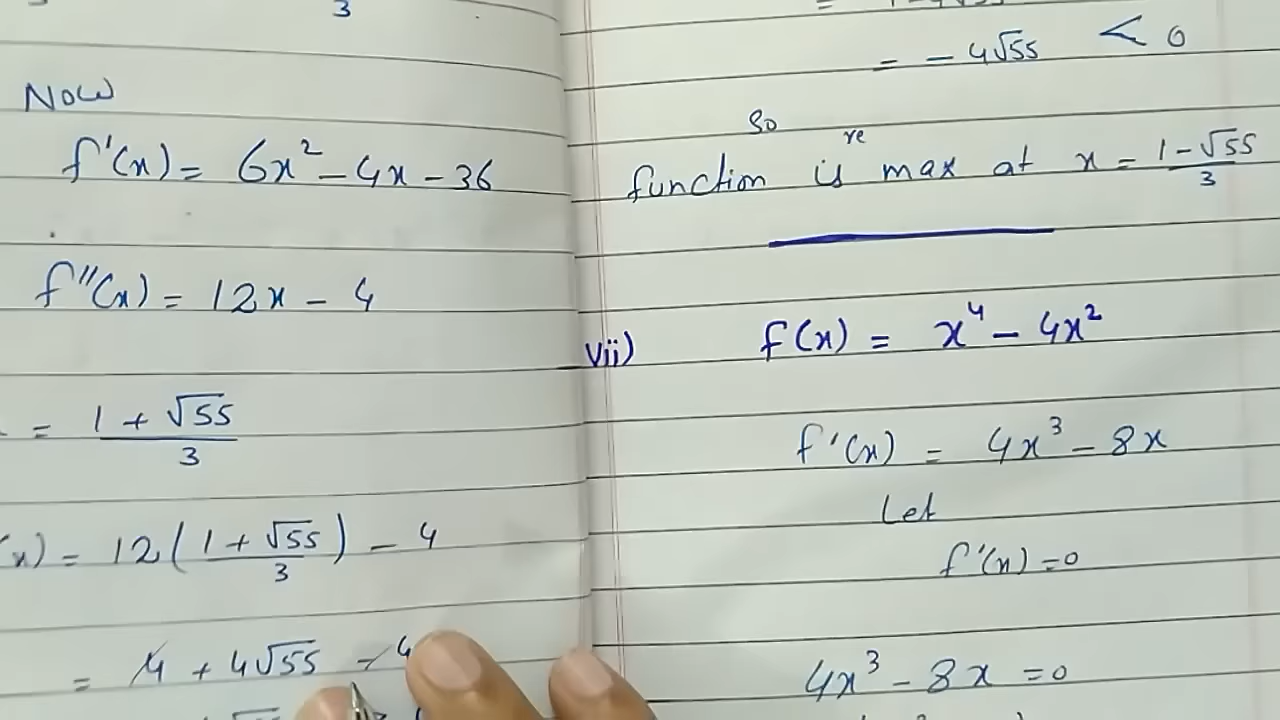 3
Now
f'(x) = 6x² - 4x - 36
f''(x) = 12x - 4
= 1 + √55 / 3
x) = 12(1 + √55 / 3) - 4
= 4 + 4√55 - 4
= - 4√55 < 0
So
re
function is max at x = 1 - √55 / 3
vii) f(x) = x⁴ - 4x²
f'(x) = 4x³ - 8x
Let
f'(x) = 0
4x³ - 8x = 0